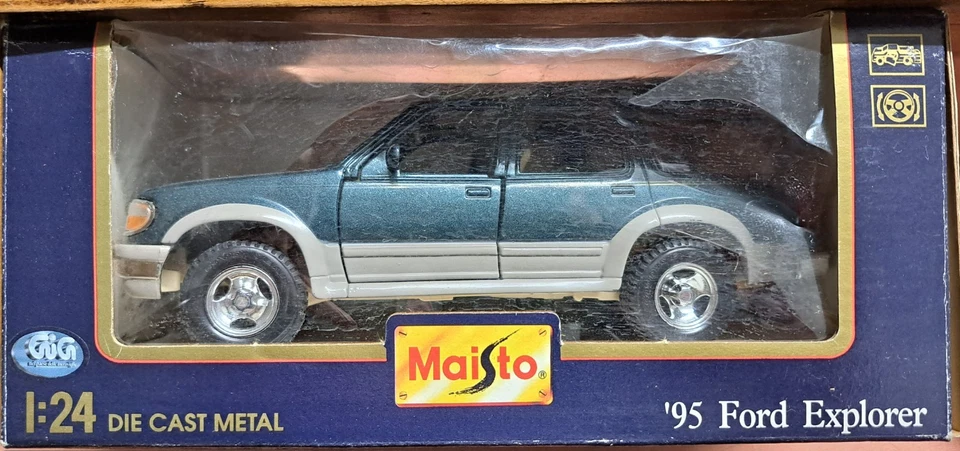 GiG
1:24 DIE CAST METAL
Maisto®
'95 Ford Explorer